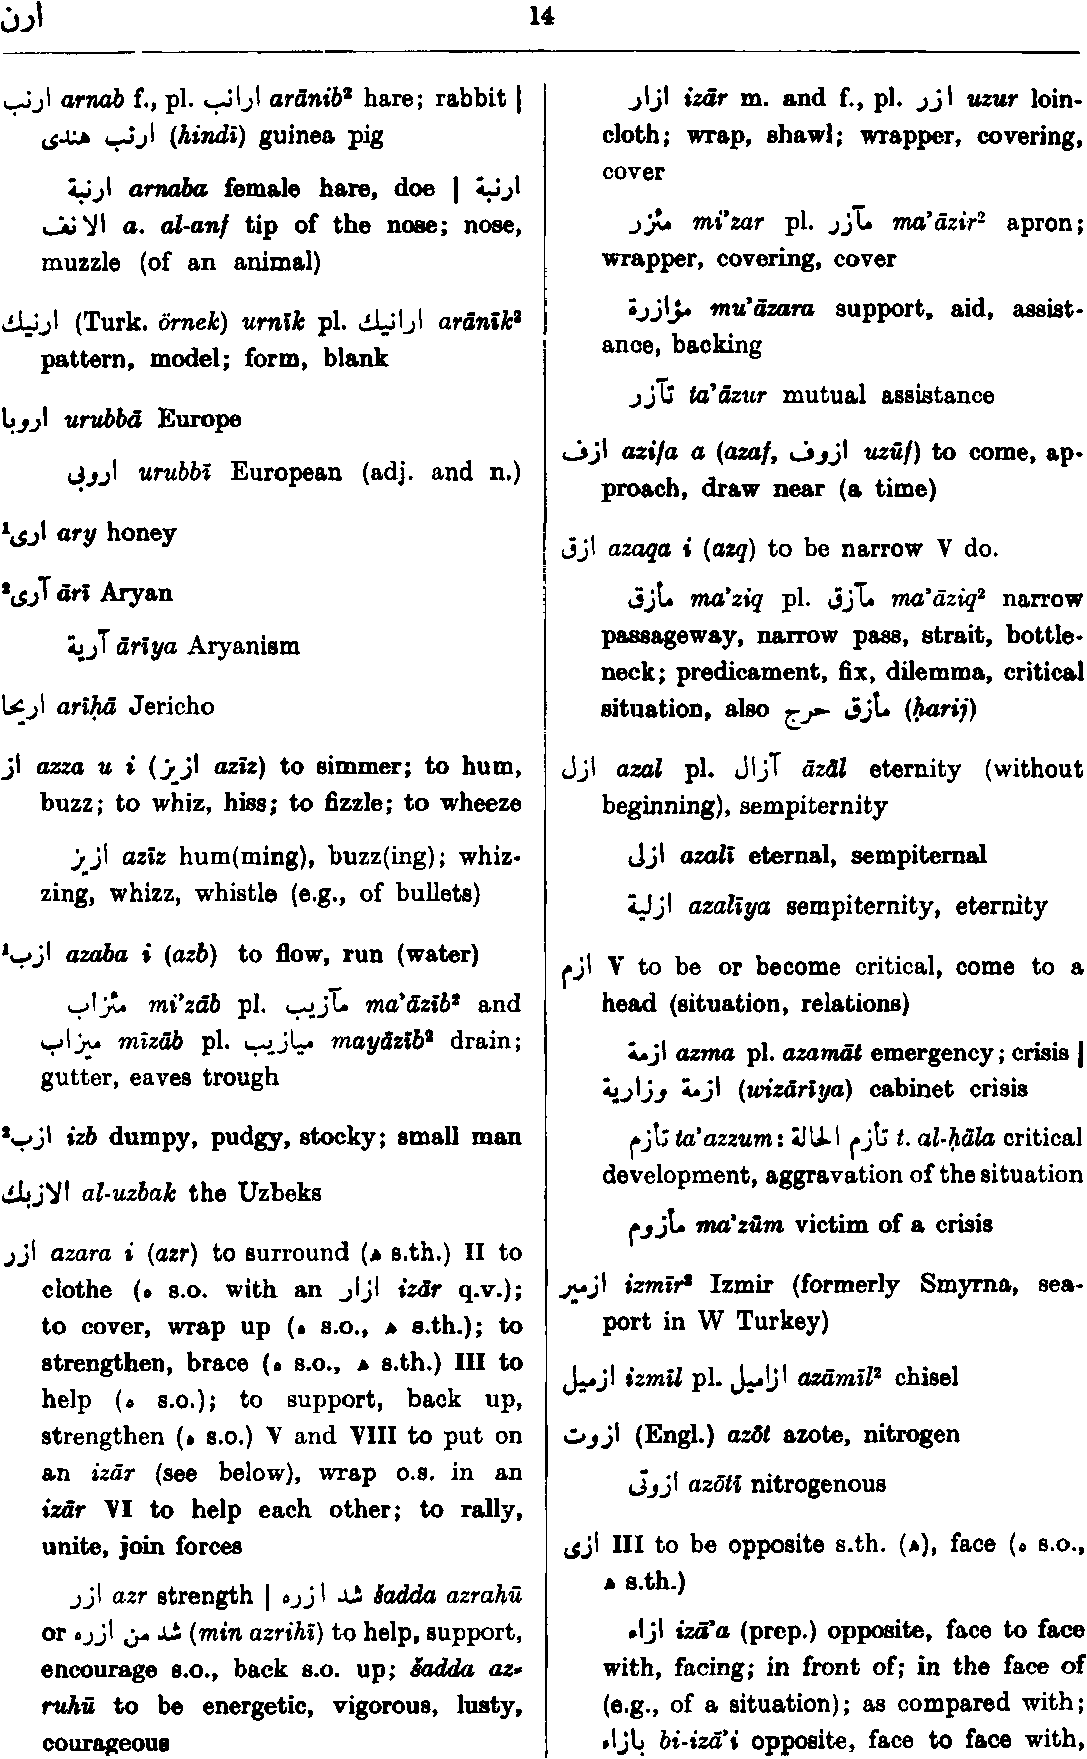 ارن
14
ارنب arnab f., pl. ارانب arānib² hare; rabbit |
ارنب هندى (hindī) guinea pig
ارنبة arnaba female hare, doe | ارنبة
الانف a. al-anf tip of the nose; nose,
muzzle (of an animal)
ارنيك (Turk. örnek) urnīk pl. ارانيك arānīk²
pattern, model; form, blank
اروبا urubbā Europe
اروبى urubbī European (adj. and n.)
¹ارى ary honey
²آرى ārī Aryan
آرية ārīya Aryanism
اريحا arīḥā Jericho
از azza u i (ازيز azīz) to simmer; to hum,
buzz; to whiz, hiss; to fizzle; to wheeze
ازيز azīz hum(ming), buzz(ing); whiz-
zing, whizz, whistle (e.g., of bullets)
¹ازب azaba i (azb) to flow, run (water)
مئزاب mi’zāb pl. مآزيب ma’āzīb² and
ميزاب mīzāb pl. ميازيب mayāzīb² drain;
gutter, eaves trough
²ازب izb dumpy, pudgy, stocky; small man
الازبك al-uzbak the Uzbeks
ازر azara i (azr) to surround (ﻫ s.th.) II to
clothe (ه s.o. with an ازار izār q.v.);
to cover, wrap up (ه s.o., ﻫ s.th.); to
strengthen, brace (ه s.o., ﻫ s.th.) III to
help (ه s.o.); to support, back up,
strengthen (ه s.o.) V and VIII to put on
an izār (see below), wrap o.s. in an
izār VI to help each other; to rally,
unite, join forces
ازر azr strength | شد ازره šadda azrahū
or شد من ازره (min azrihī) to help, support,
encourage s.o., back s.o. up; šadda az-
ruhū to be energetic, vigorous, lusty,
courageous
ازار izār m. and f., pl. ازر uzur loin-
cloth; wrap, shawl; wrapper, covering,
cover
مئزر mi’zar pl. مآزر ma’āzir² apron;
wrapper, covering, cover
مؤازرة mu’āzara support, aid, assist-
ance, backing
تآزر ta’āzur mutual assistance
ازف azifa a (azaf, ازوف uzūf) to come, ap-
proach, draw near (a time)
ازق azaqa i (azq) to be narrow V do.
مأزق ma’ziq pl. مآزق ma’āziq² narrow
passageway, narrow pass, strait, bottle-
neck; predicament, fix, dilemma, critical
situation, also مأزق حرج (ḥarij)
ازل azal pl. آزال āzāl eternity (without
beginning), sempiternity
ازلى azalī eternal, sempiternal
ازلية azalīya sempiternity, eternity
ازم V to be or become critical, come to a
head (situation, relations)
ازمة azma pl. azamāt emergency; crisis |
ازمة وزارية (wizārīya) cabinet crisis
تأزم ta’azzum: تأزم الحالة t. al-ḥāla critical
development, aggravation of the situation
مأزوم ma’zūm victim of a crisis
ازمير izmīr² Izmir (formerly Smyrna, sea-
port in W Turkey)
ازميل izmīl pl. ازاميل azāmīl² chisel
ازوت (Engl.) azōt azote, nitrogen
ازوتى azōtī nitrogenous
ازى III to be opposite s.th. (ﻫ), face (ه s.o.,
ﻫ s.th.)
ازاء izā’a (prep.) opposite, face to face
with, facing; in front of; in the face of
(e.g., of a situation); as compared with;
بازاء bi-izā’i opposite, face to face with,